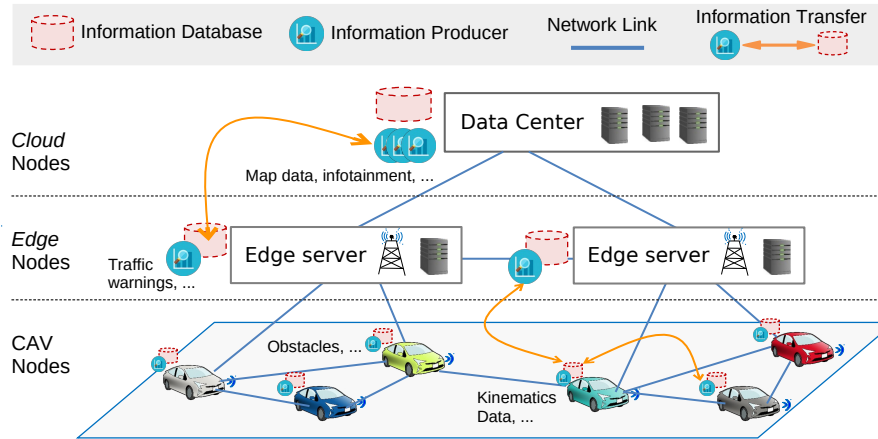 Information Database
Information Producer
Network Link
Information Transfer
Cloud
Nodes
Data Center
Map data, infotainment, ...
Edge
Nodes
Traffic
warnings, ...
Edge server
Edge server
CAV
Nodes
Obstacles, ...
Kinematics
Data, ...